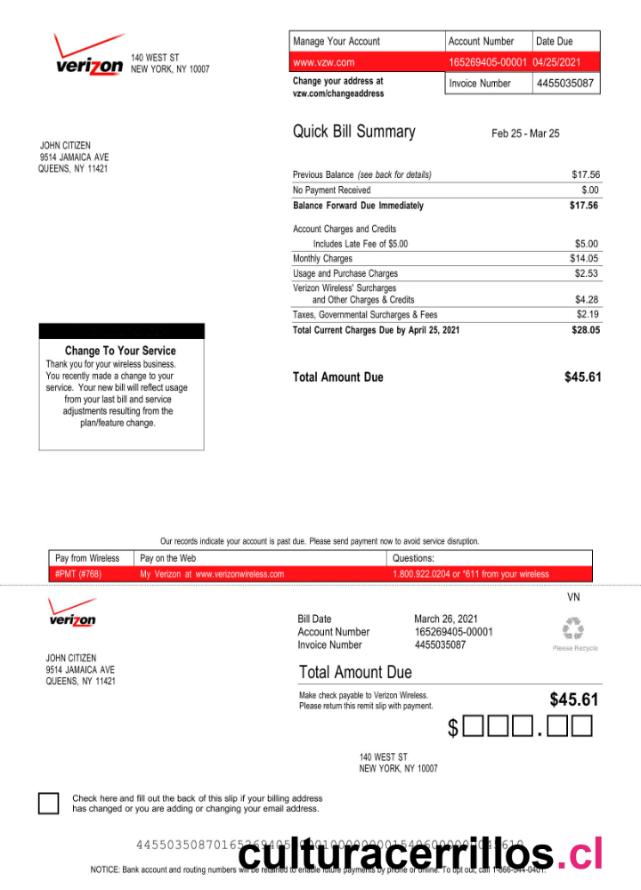 verizon
140 WEST ST
NEW YORK, NY 10007
Manage Your Account Account Number Date Due
www.vzw.com 165269405-00001 04/25/2021
Change your address at
vzw.com/changeaddress
Invoice Number 4455035087
JOHN CITIZEN
9514 JAMAICA AVE
QUEENS, NY 11421
Quick Bill Summary Feb 25 - Mar 25
Previous Balance (see back for details) $17.56
No Payment Received $.00
Balance Forward Due Immediately $17.56
Account Charges and Credits
Includes Late Fee of $5.00 $5.00
Monthly Charges $14.05
Usage and Purchase Charges $2.53
Verizon Wireless' Surcharges
and Other Charges & Credits $4.28
Taxes, Governmental Surcharges & Fees $2.19
Total Current Charges Due by April 25, 2021 $28.05
Total Amount Due $45.61
Change To Your Service
Thank you for your wireless business.
You recently made a change to your
service. Your new bill will reflect usage
from your last bill and service
adjustments resulting from the
plan/feature change.
Our records indicate your account is past due. Please send payment now to avoid service disruption.
Pay from Wireless Pay on the Web Questions:
#PMT (#768) My Verizon at www.verizonwireless.com 1.800.922.0204 or *611 from your wireless
VN
verizon
Bill Date March 26, 2021
Account Number 165269405-00001
Invoice Number 4455035087
Please Recycle
JOHN CITIZEN
9514 JAMAICA AVE
QUEENS, NY 11421
Total Amount Due
Make check payable to Verizon Wireless.
Please return this remit slip with payment.
$45.61
$ .
140 WEST ST
NEW YORK, NY 10007
Check here and fill out the back of this slip if your billing address
has changed or you are adding or changing your email address.
culturacerrillos.cl
NOTICE: Bank account and routing numbers will be retained to enable future payments by phone or online. To opt out, call 1-866-544-0401.